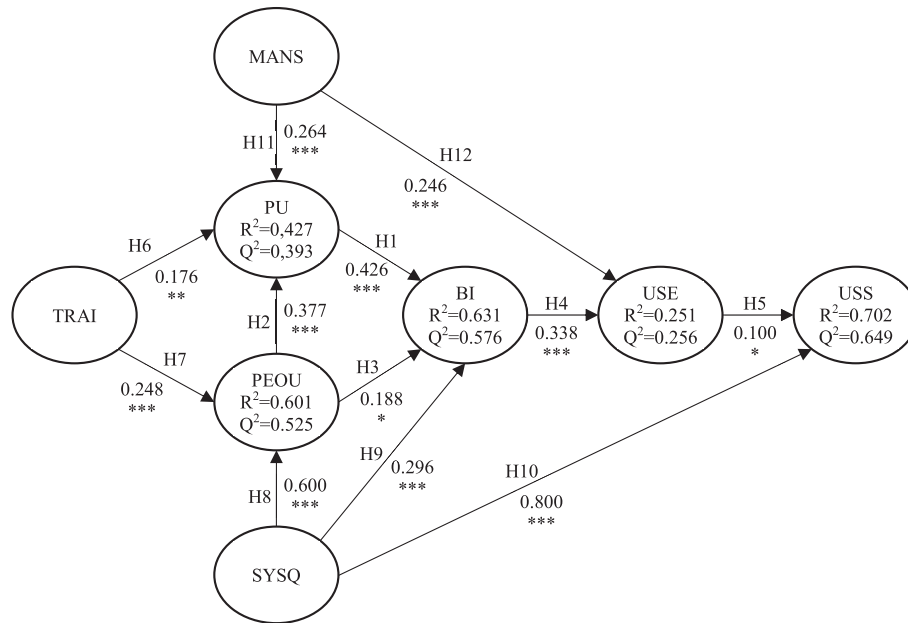 MANS
H11
0.264
***
H12
0.246
***
PU
R²=0,427
Q²=0,393
H6
0.176
**
H1
0.426
***
TRAI
H2
0.377
***
BI
R²=0.631
Q²=0.576
H4
0.338
***
USE
R²=0.251
Q²=0.256
H5
0.100
*
USS
R²=0.702
Q²=0.649
H7
0.248
***
PEOU
R²=0.601
Q²=0.525
H3
0.188
*
H8
0.600
***
H9
0.296
***
H10
0.800
***
SYSQ